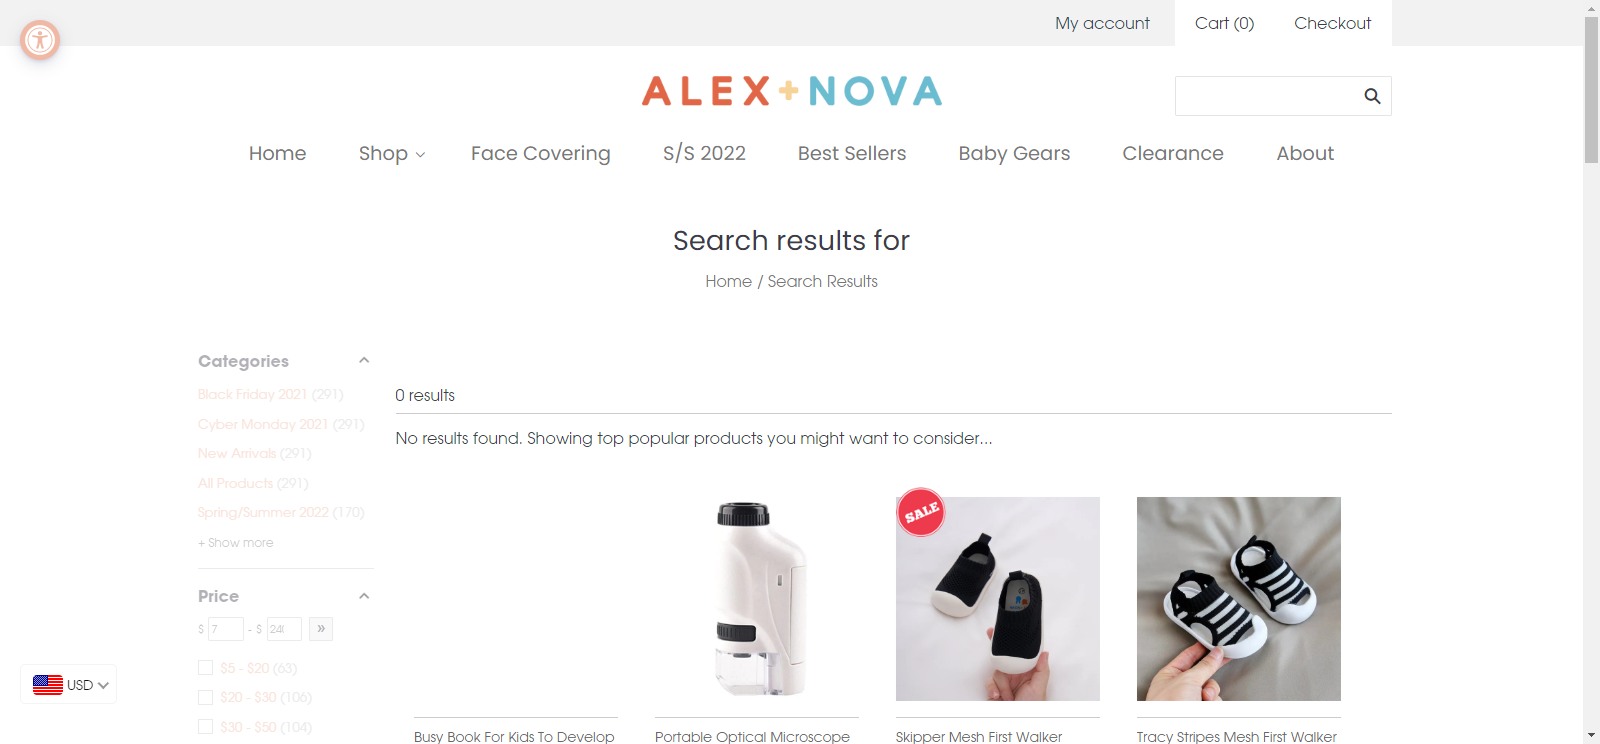 My account
Cart (0)
Checkout
ALEX+NOVA
Home
Shop
Face Covering
S/S 2022
Best Sellers
Baby Gears
Clearance
About
Search results for
Home / Search Results
Categories
Black Friday 2021 (291)
Cyber Monday 2021 (291)
New Arrivals (291)
All Products (291)
Spring/Summer 2022 (170)
+ Show more
Price
$ 7 - $ 240 »
$5 - $20 (63)
$20 - $30 (106)
$30 - $50 (104)
USD
0 results
No results found. Showing top popular products you might want to consider...
SALE
Busy Book For Kids To Develop
Portable Optical Microscope
Skipper Mesh First Walker
Tracy Stripes Mesh First Walker